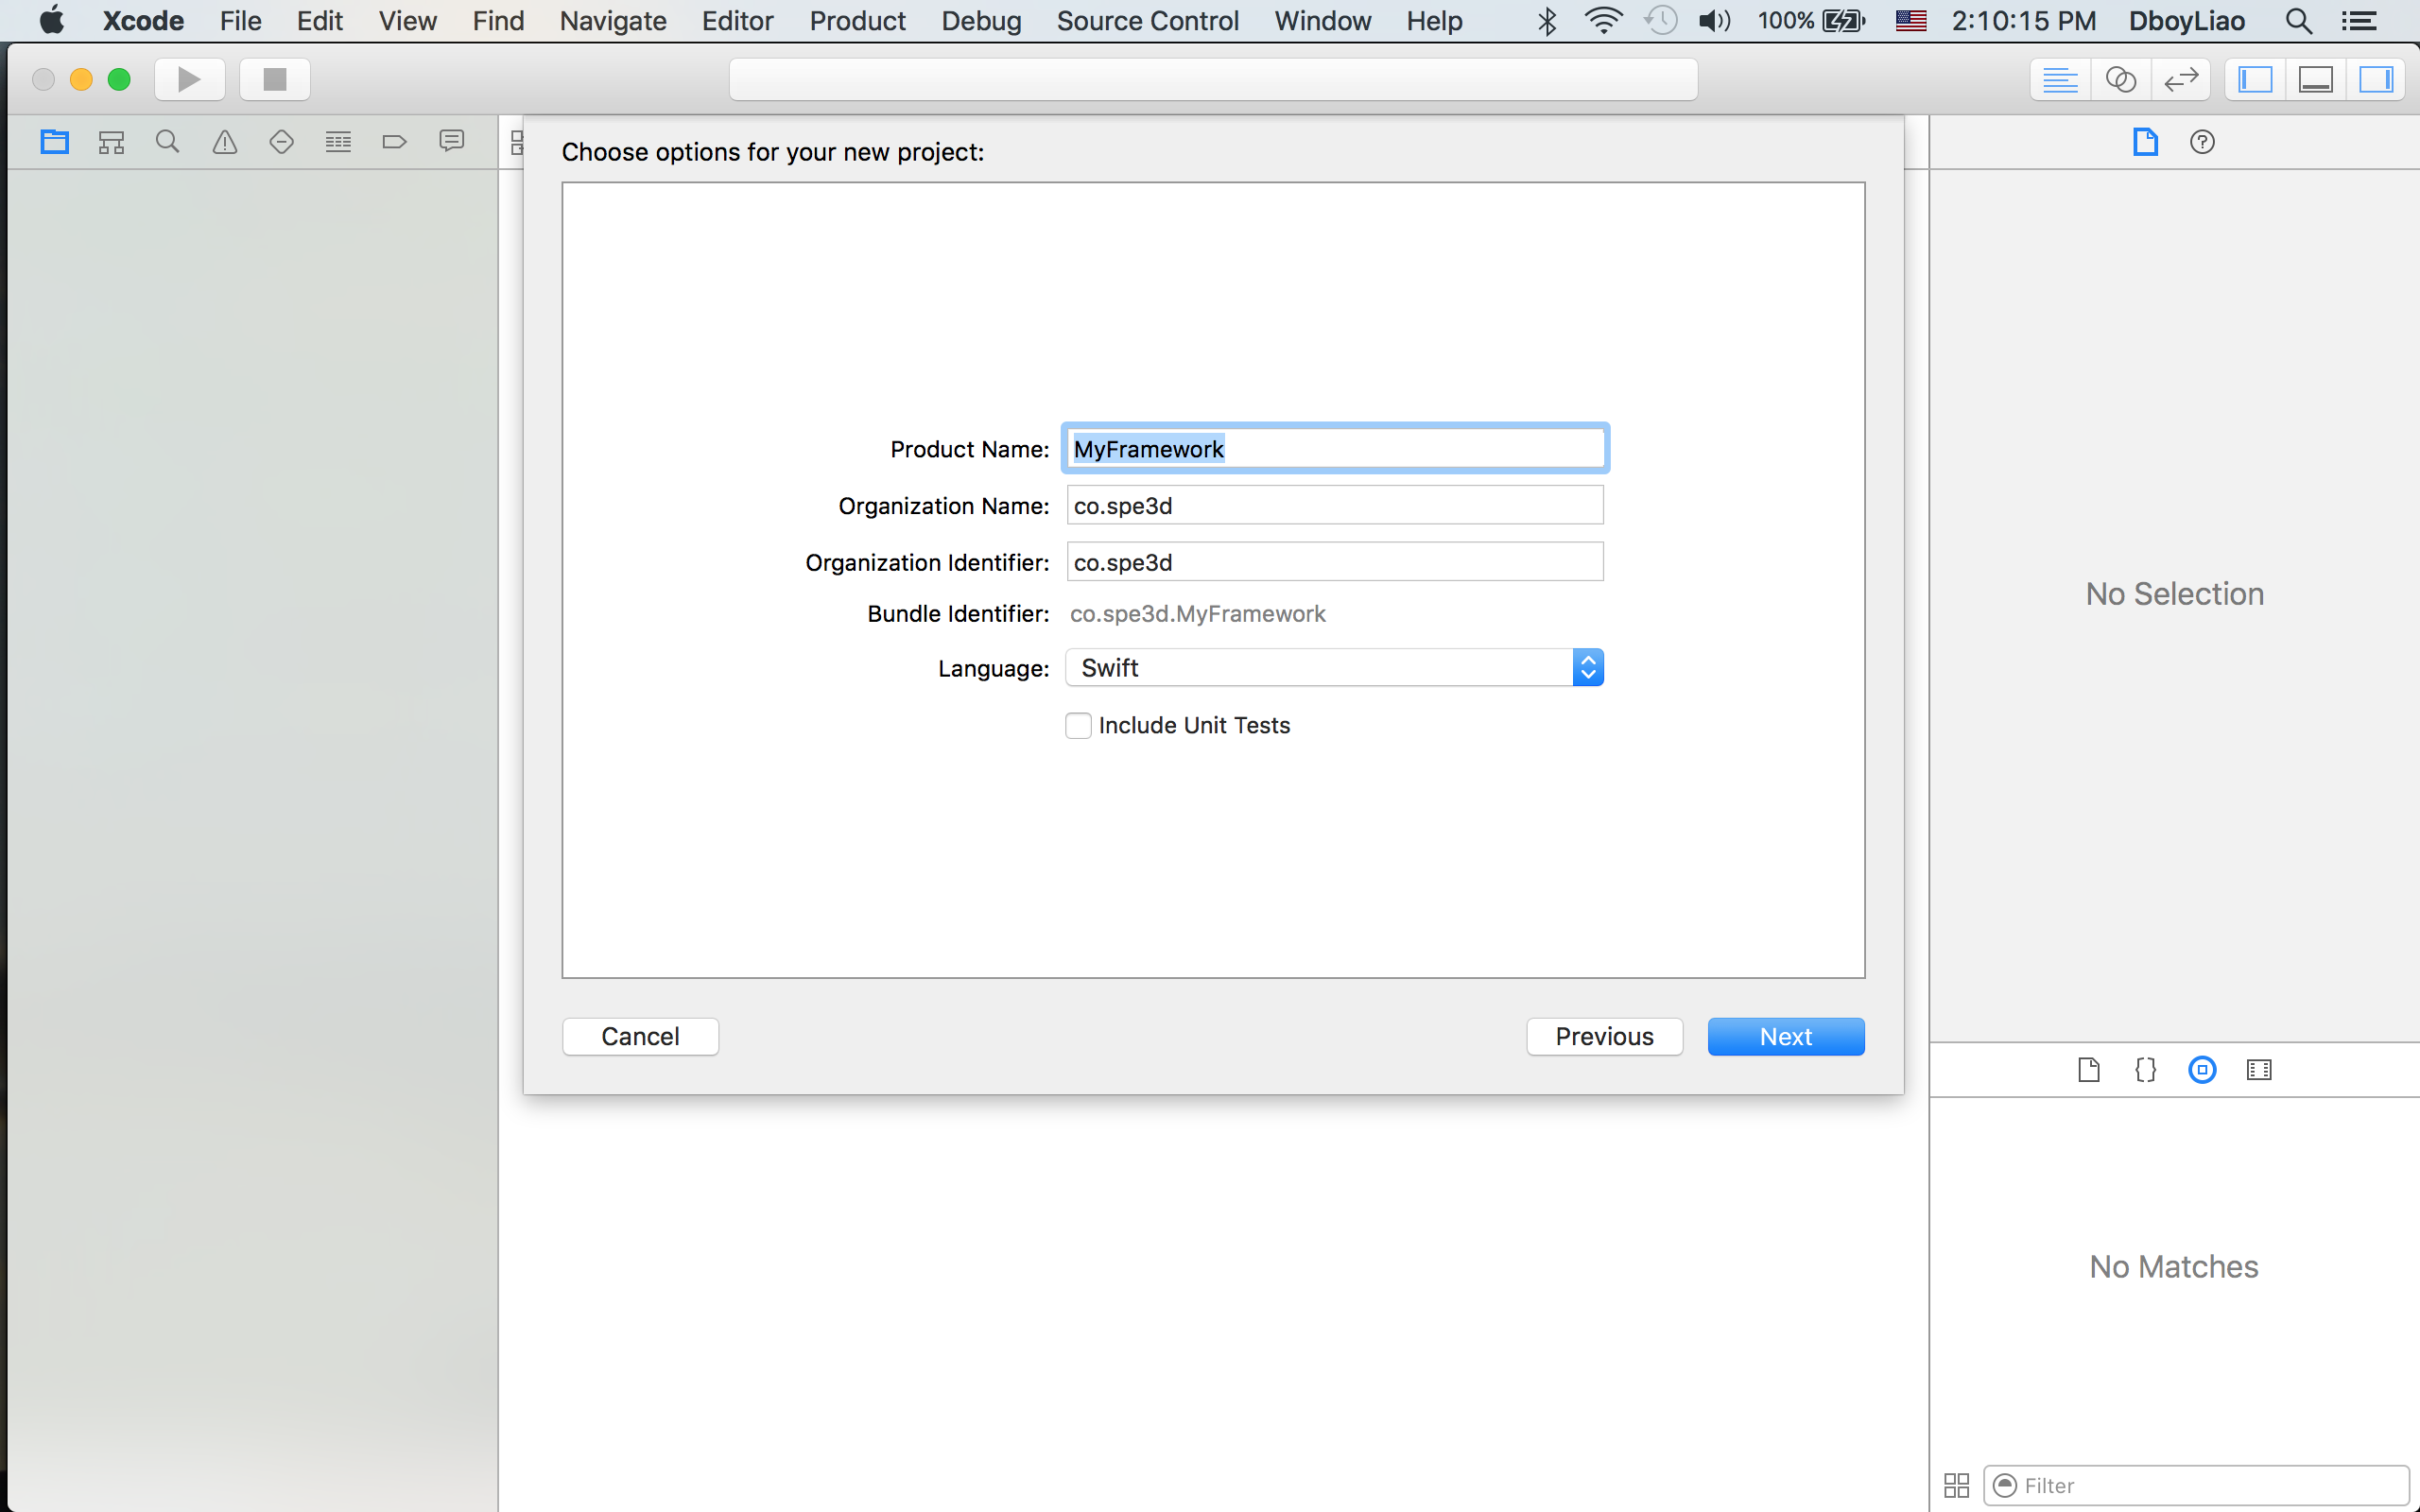 Xcode File Edit View Find Navigate Editor Product Debug Source Control Window Help 100% 2:10:15 PM DboyLiao
Choose options for your new project:
Product Name: MyFramework
Organization Name: co.spe3d
Organization Identifier: co.spe3d
Bundle Identifier: co.spe3d.MyFramework
Language: Swift
Include Unit Tests
Cancel Previous Next
No Selection
No Matches
Filter